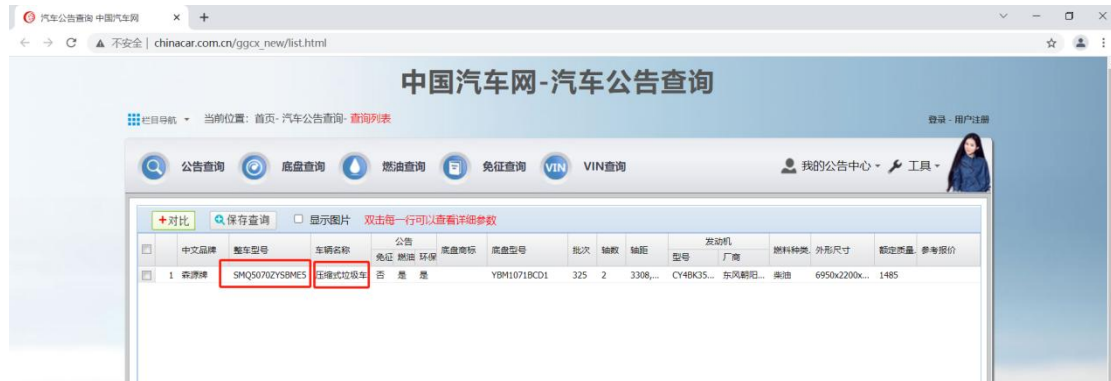 汽车公告查询 中国汽车网
不安全 | chinacar.com.cn/ggcx_new/list.html
中国汽车网-汽车公告查询
栏目导航 当前位置：首页- 汽车公告查询- 查询列表 登录 - 用户注册
公告查询 底盘查询 燃油查询 免征查询 VIN VIN查询 我的公告中心 工具
+对比 保存查询 显示图片 双击每一行可以查看详细参数
中文品牌 整车型号 车辆名称 公告 底盘商标 底盘型号 批次 轴数 轴距 发动机 燃料种类 外形尺寸 额定质量 参考报价
免征 燃油 环保 型号 厂商
1 森源牌 SMQ5070ZYSBME5 压缩式垃圾车 否 是 是 YBM1071BCD1 325 2 3308,... CY4BK35... 东风朝阳... 柴油 6950x2200x... 1485